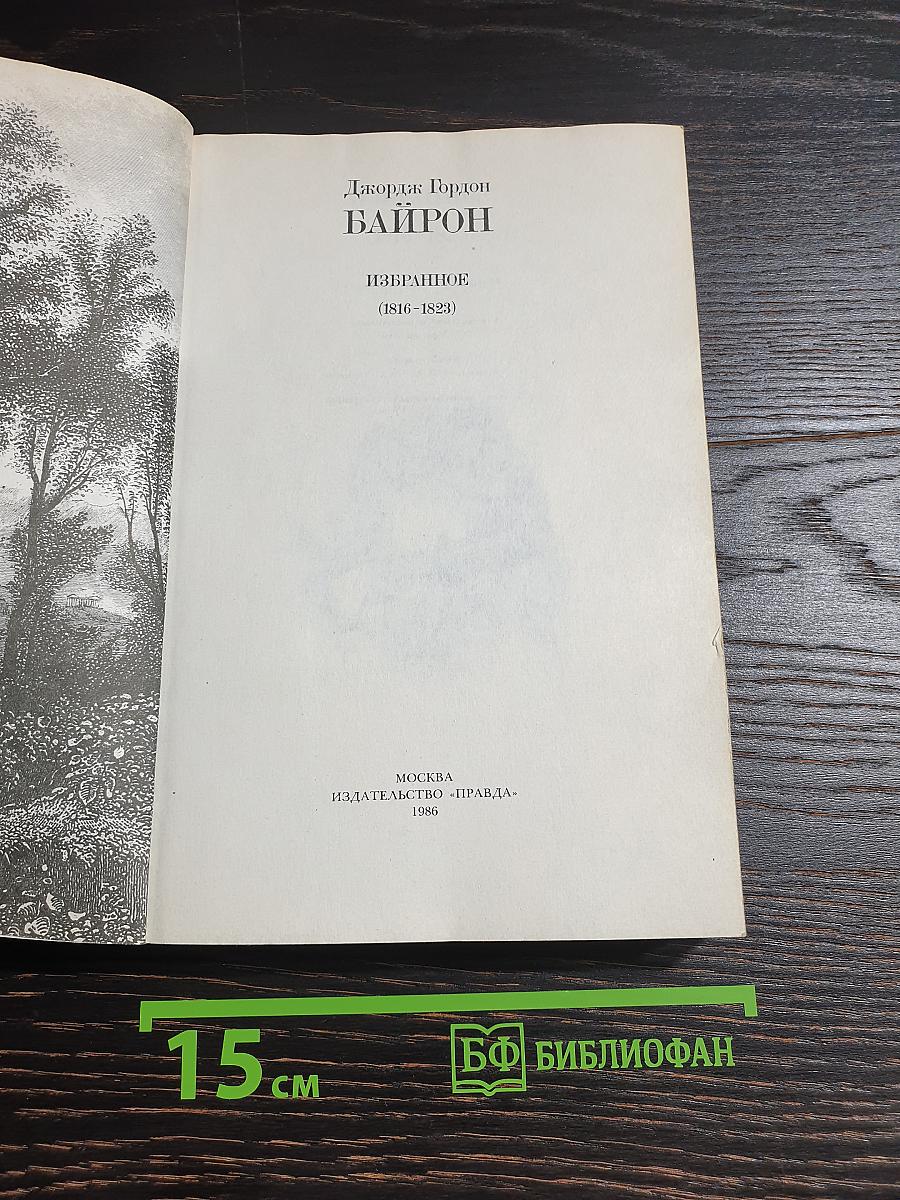 Джордж Гордон
БАЙРОН
ИЗБРАННОЕ
(1816-1823)
МОСКВА
ИЗДАТЕЛЬСТВО «ПРАВДА»
1986
15 см
БФ БИБЛИОФАН